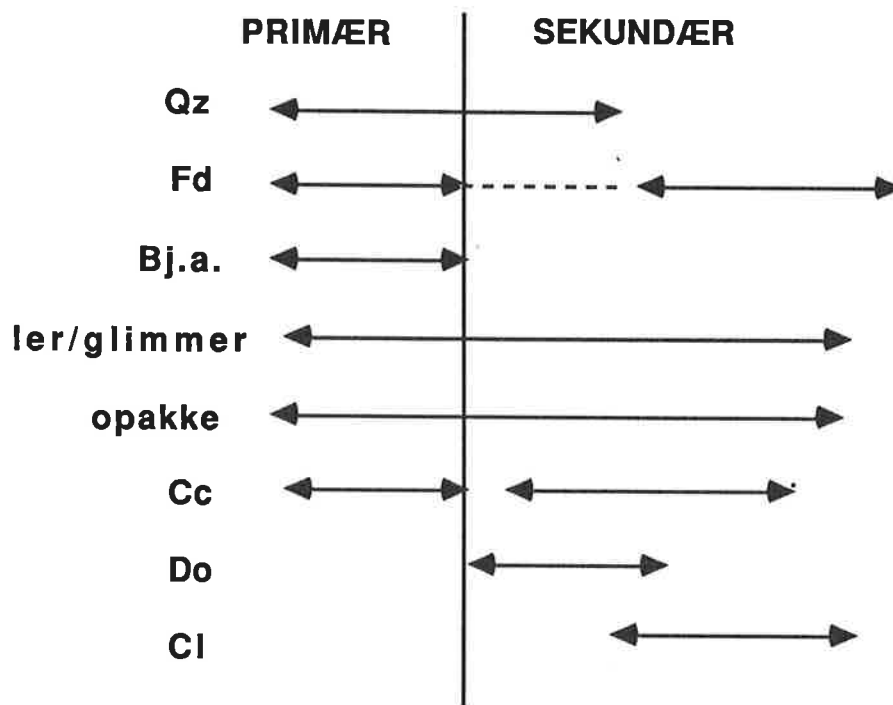 PRIMÆR SEKUNDÆR
Qz
Fd
Bj.a.
ler/glimmer
opakke
Cc
Do
Cl